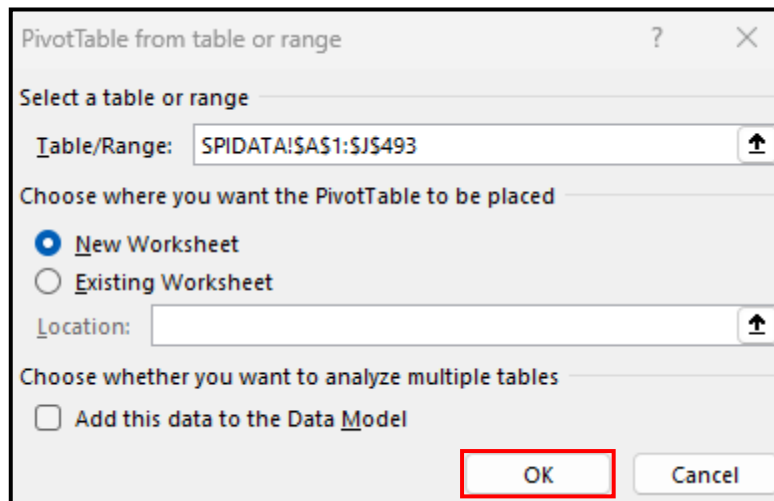 PivotTable from table or range ? ×
Select a table or range
Table/Range: SPIDATA!$A$1:$J$493
Choose where you want the PivotTable to be placed
New Worksheet
Existing Worksheet
Location:
Choose whether you want to analyze multiple tables
Add this data to the Data Model
OK Cancel